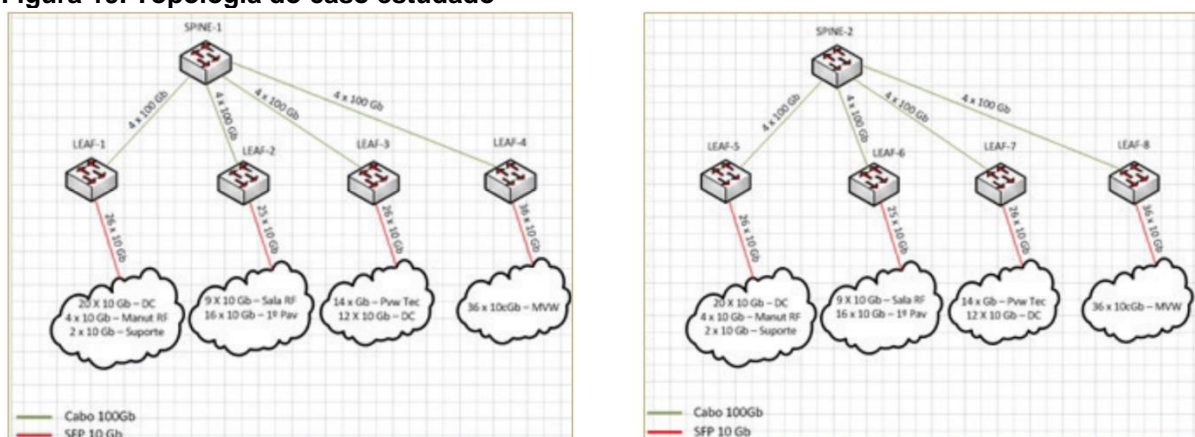 Figura 10: Topologia do caso estudado
SPINE-1
4 x 100 Gb
4 x 100 Gb
4 x 100 Gb
4 x 100 Gb
LEAF-1
LEAF-2
LEAF-3
LEAF-4
26 x 10 Gb
25 x 10 Gb
26 x 10 Gb
36 x 10 Gb
20 X 10 Gb – DC
4 x 10 Gb – Manut RF
2 x 10 Gb – Suporte
9 X 10 Gb – Sala RF
16 x 10 Gb – 1º Pav
14 x Gb – Pvw Tec
12 X 10 Gb – DC
36 x 10cGb – MVW
Cabo 100Gb
SFP 10 Gb
SPINE-2
4 x 100 Gb
4 x 100 Gb
4 x 100 Gb
4 x 100 Gb
LEAF-5
LEAF-6
LEAF-7
LEAF-8
26 x 10 Gb
25 x 10 Gb
26 x 10 Gb
36 x 10 Gb
20 X 10 Gb – DC
4 x 10 Gb – Manut RF
2 x 10 Gb – Suporte
9 X 10 Gb – Sala RF
16 x 10 Gb – 1º Pav
14 x Gb – Pvw Tec
12 X 10 Gb – DC
36 x 10cGb – MVW
Cabo 100Gb
SFP 10 Gb